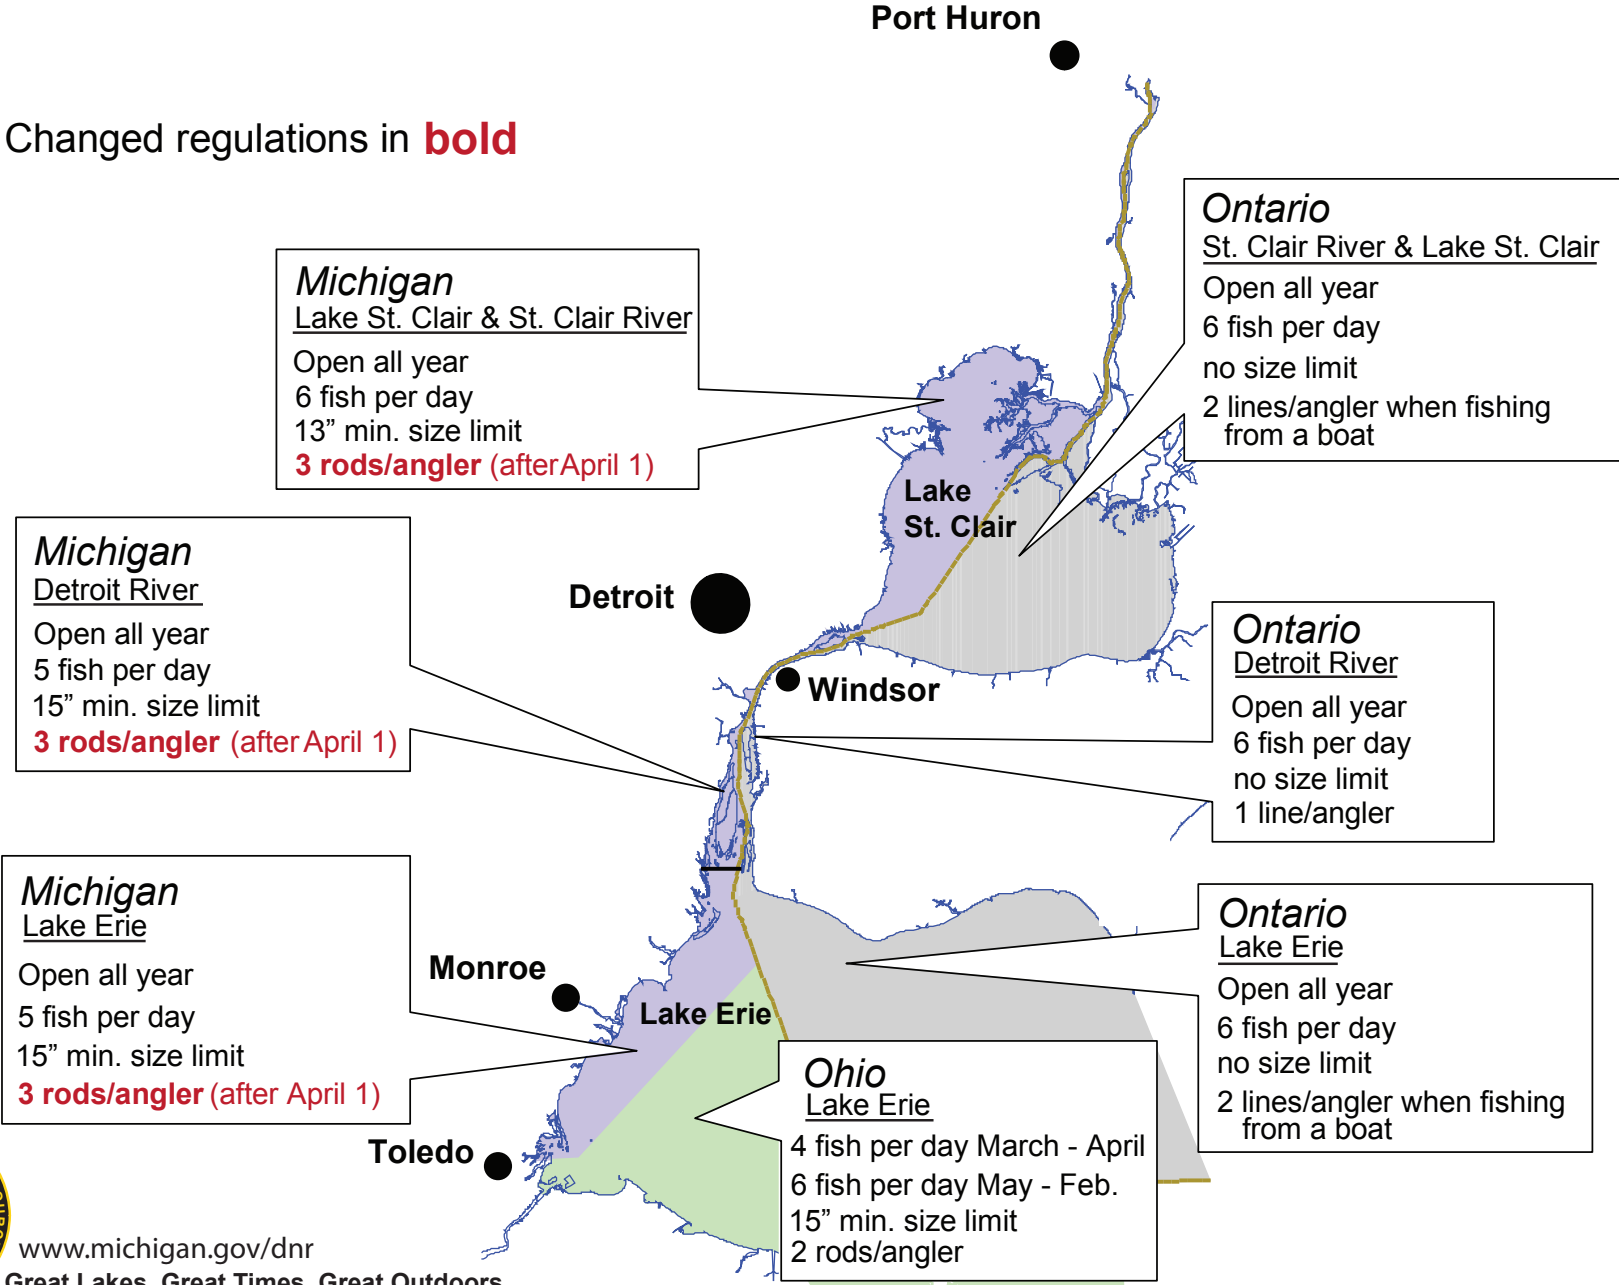 Port Huron
Changed regulations in bold
Michigan
Lake St. Clair & St. Clair River
Open all year
6 fish per day
13” min. size limit
3 rods/angler (after April 1)
Ontario
St. Clair River & Lake St. Clair
Open all year
6 fish per day
no size limit
2 lines/angler when fishing
from a boat
Lake
St. Clair
Michigan
Detroit River
Open all year
5 fish per day
15” min. size limit
3 rods/angler (after April 1)
Detroit
Windsor
Ontario
Detroit River
Open all year
6 fish per day
no size limit
1 line/angler
Michigan
Lake Erie
Open all year
5 fish per day
15” min. size limit
3 rods/angler (after April 1)
Monroe
Lake Erie
Toledo
Ontario
Lake Erie
Open all year
6 fish per day
no size limit
2 lines/angler when fishing
from a boat
Ohio
Lake Erie
4 fish per day March - April
6 fish per day May - Feb.
15” min. size limit
2 rods/angler
www.michigan.gov/dnr
Great Lakes, Great Times, Great Outdoors